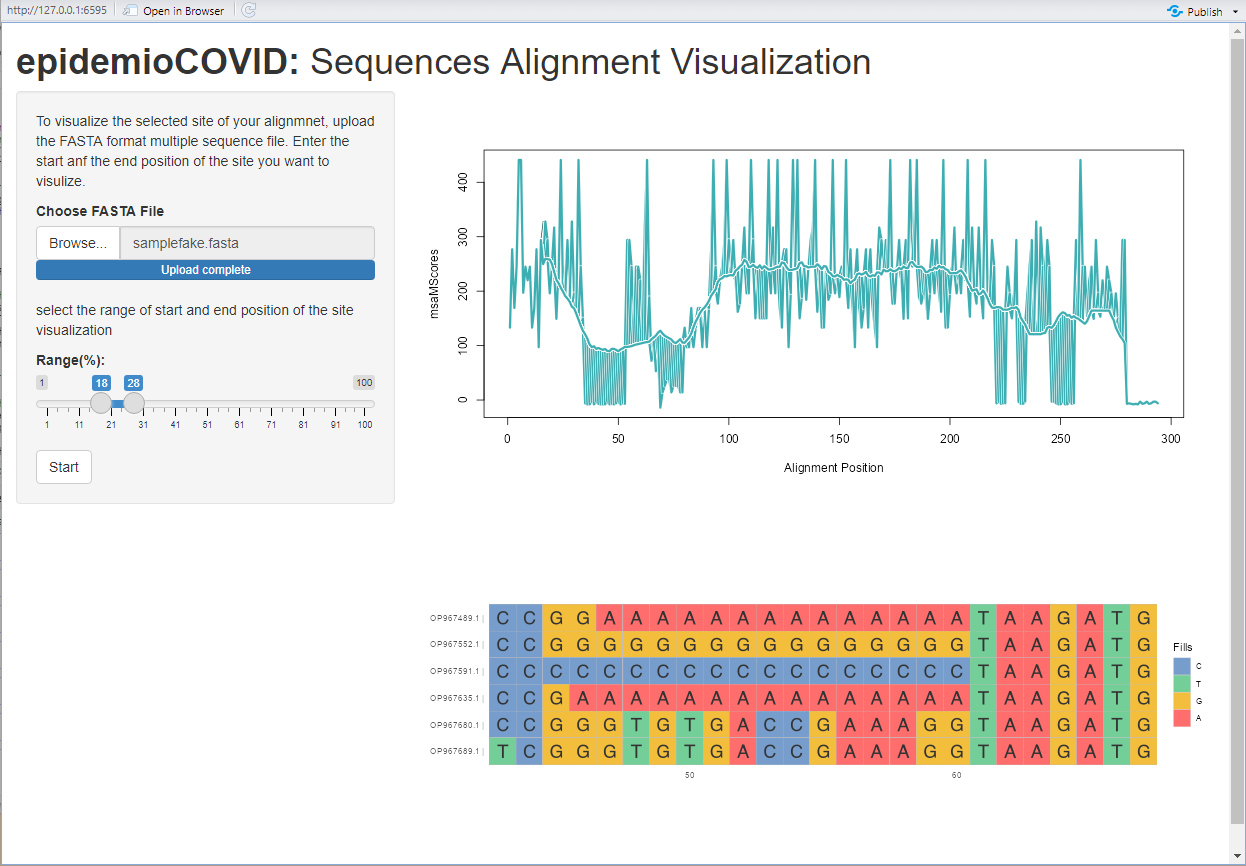 http://127.0.0.1:6595 Open in Browser Publish
epidemioCOVID: Sequences Alignment Visualization
To visualize the selected site of your alignmnet, upload
the FASTA format multiple sequence file. Enter the
start anf the end position of the site you want to
visulize.
Choose FASTA File
Browse... samplefake.fasta
Upload complete
select the range of start and end position of the site
visualization
Range(%):
1 18 28 100
1 11 21 31 41 51 61 71 81 91 100
Start
msaMScores
400
300
200
100
0
0 50 100 150 200 250 300
Alignment Position
OP967489.1 | C C G G A A A A A A A A A A A A A A T A A G A T G
OP967552.1 | C C G G G G G G G G G G G G G G G G T A A G A T G
OP967591.1 | C C C C C C C C C C C C C C C C C C T A A G A T G
OP967635.1 | C C G A A A A A A A A A A A A A A A T A A G A T G
OP967680.1 | C C G G G T G T G A C C G A A A G G T A A G A T G
OP967689.1 | T C G G G T G T G A C C G A A A G G T A A G A T G
50 60
Fills
C
T
G
A